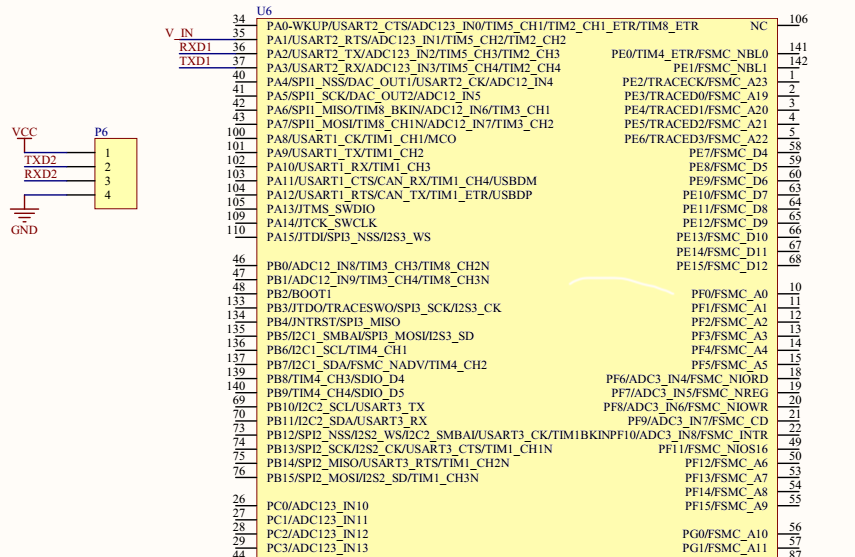 U6
V_IN
RXD1
TXD1
VCC
P6
1
TXD2 2
RXD2 3
4
GND
34 PA0-WKUP/USART2_CTS/ADC123_IN0/TIM5_CH1/TIM2_CH1_ETR/TIM8_ETR
35 PA1/USART2_RTS/ADC123_IN1/TIM5_CH2/TIM2_CH2
36 PA2/USART2_TX/ADC123_IN2/TIM5_CH3/TIM2_CH3
37 PA3/USART2_RX/ADC123_IN3/TIM5_CH4/TIM2_CH4
40 PA4/SPI1_NSS/DAC_OUT1/USART2_CK/ADC12_IN4
41 PA5/SPI1_SCK/DAC_OUT2/ADC12_IN5
42 PA6/SPI1_MISO/TIM8_BKIN/ADC12_IN6/TIM3_CH1
43 PA7/SPI1_MOSI/TIM8_CH1N/ADC12_IN7/TIM3_CH2
100 PA8/USART1_CK/TIM1_CH1/MCO
101 PA9/USART1_TX/TIM1_CH2
102 PA10/USART1_RX/TIM1_CH3
103 PA11/USART1_CTS/CAN_RX/TIM1_CH4/USBDM
104 PA12/USART1_RTS/CAN_TX/TIM1_ETR/USBDP
105 PA13/JTMS_SWDIO
109 PA14/JTCK_SWCLK
110 PA15/JTDI/SPI3_NSS/I2S3_WS
46 PB0/ADC12_IN8/TIM3_CH3/TIM8_CH2N
47 PB1/ADC12_IN9/TIM3_CH4/TIM8_CH3N
48 PB2/BOOT1
133 PB3/JTDO/TRACESWO/SPI3_SCK/I2S3_CK
134 PB4/JNTRST/SPI3_MISO
135 PB5/I2C1_SMBAI/SPI3_MOSI/I2S3_SD
136 PB6/I2C1_SCL/TIM4_CH1
137 PB7/I2C1_SDA/FSMC_NADV/TIM4_CH2
139 PB8/TIM4_CH3/SDIO_D4
140 PB9/TIM4_CH4/SDIO_D5
69 PB10/I2C2_SCL/USART3_TX
70 PB11/I2C2_SDA/USART3_RX
73 PB12/SPI2_NSS/I2S2_WS/I2C2_SMBAI/USART3_CK/TIM1BKIN
74 PB13/SPI2_SCK/I2S2_CK/USART3_CTS/TIM1_CH1N
75 PB14/SPI2_MISO/USART3_RTS/TIM1_CH2N
76 PB15/SPI2_MOSI/I2S2_SD/TIM1_CH3N
26 PC0/ADC123_IN10
27 PC1/ADC123_IN11
28 PC2/ADC123_IN12
29 PC3/ADC123_IN13
44
NC 106
PE0/TIM4_ETR/FSMC_NBL0 141
PE1/FSMC_NBL1 142
PE2/TRACECK/FSMC_A23 1
PE3/TRACED0/FSMC_A19 2
PE4/TRACED1/FSMC_A20 3
PE5/TRACED2/FSMC_A21 4
PE6/TRACED3/FSMC_A22 5
PE7/FSMC_D4 58
PE8/FSMC_D5 59
PE9/FSMC_D6 60
PE10/FSMC_D7 63
PE11/FSMC_D8 64
PE12/FSMC_D9 65
PE13/FSMC_D10 66
PE14/FSMC_D11 67
PE15/FSMC_D12 68
PF0/FSMC_A0 10
PF1/FSMC_A1 11
PF2/FSMC_A2 12
PF3/FSMC_A3 13
PF4/FSMC_A4 14
PF5/FSMC_A5 15
PF6/ADC3_IN4/FSMC_NIORD 18
PF7/ADC3_IN5/FSMC_NREG 19
PF8/ADC3_IN6/FSMC_NIOWR 20
PF9/ADC3_IN7/FSMC_CD 21
PF10/ADC3_IN8/FSMC_INTR 22
PF11/FSMC_NIOS16 49
PF12/FSMC_A6 50
PF13/FSMC_A7 53
PF14/FSMC_A8 54
PF15/FSMC_A9 55
PG0/FSMC_A10 56
PG1/FSMC_A11 57
87